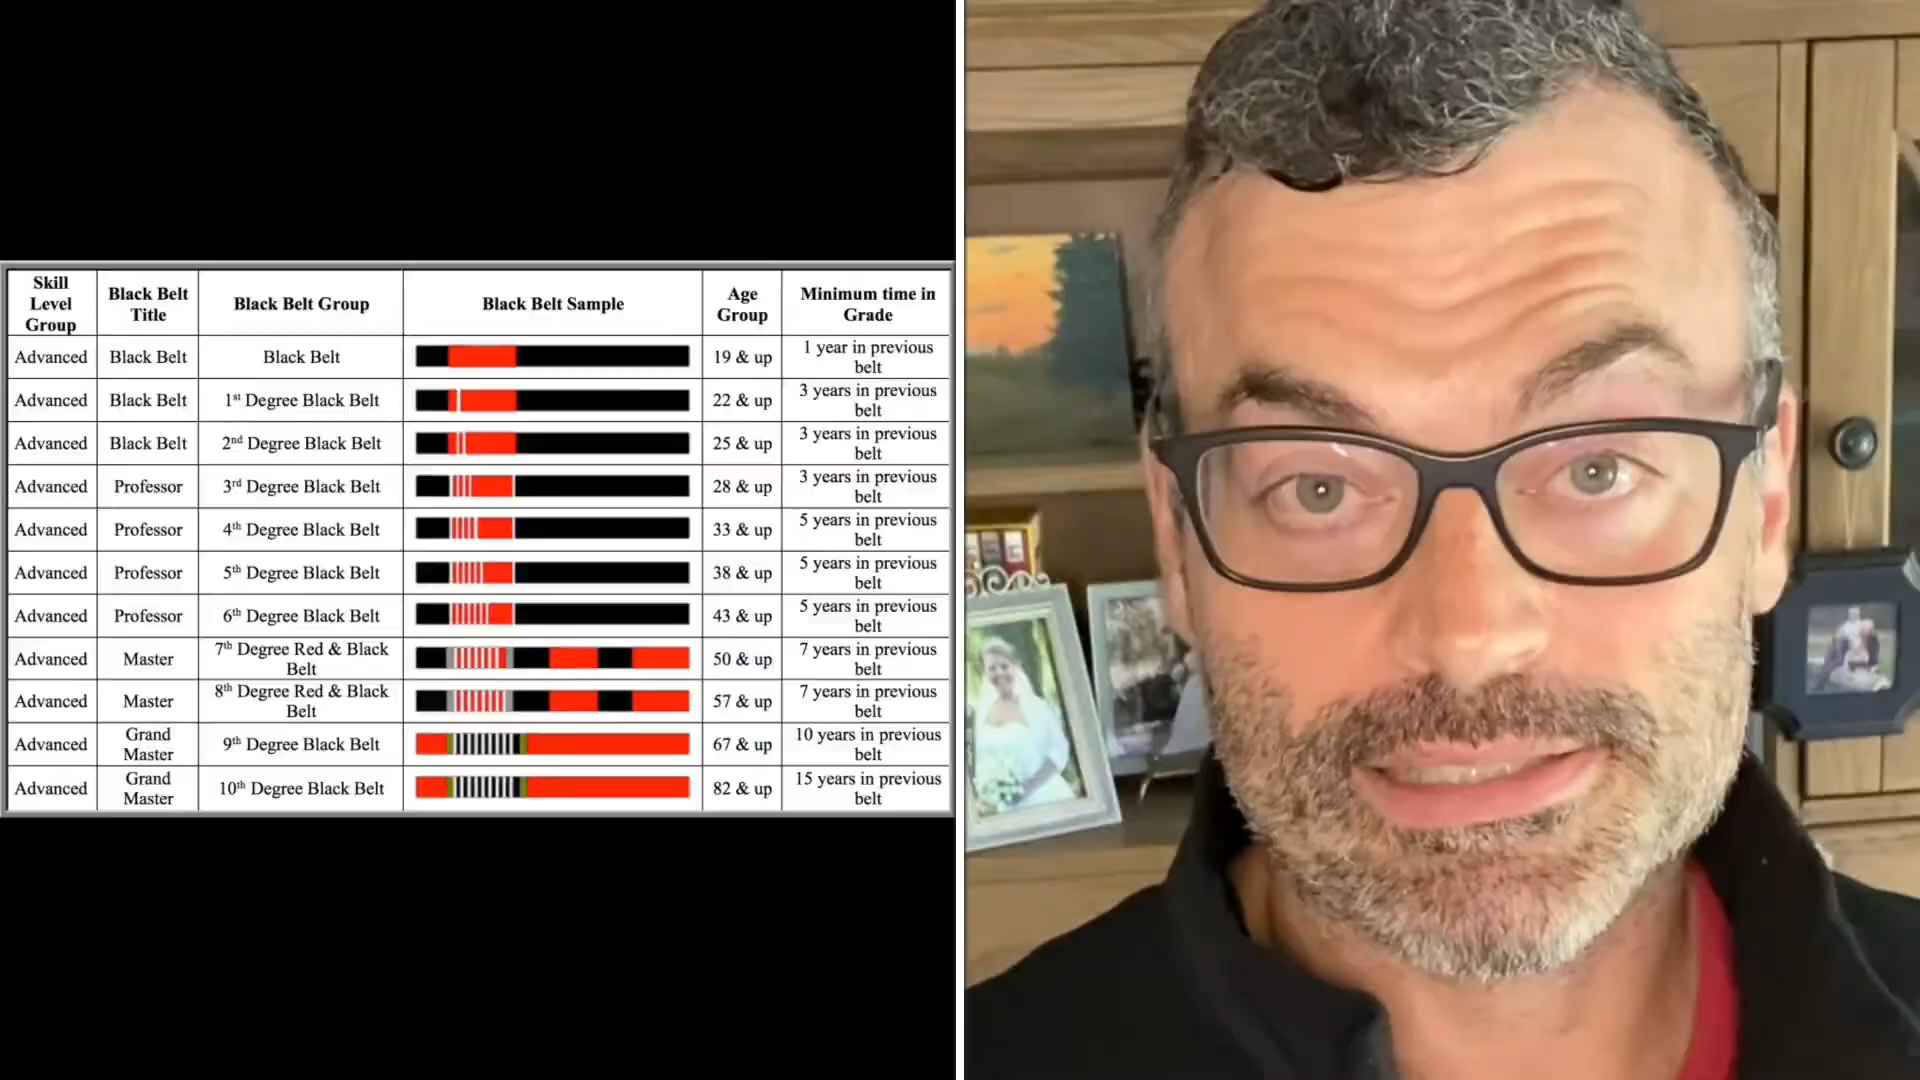 Skill Level Group Black Belt Title Black Belt Group Black Belt Sample Age Group Minimum time in Grade
Advanced Black Belt Black Belt 19 & up 1 year in previous belt
Advanced Black Belt 1st Degree Black Belt 22 & up 3 years in previous belt
Advanced Black Belt 2nd Degree Black Belt 25 & up 3 years in previous belt
Advanced Professor 3rd Degree Black Belt 28 & up 3 years in previous belt
Advanced Professor 4th Degree Black Belt 33 & up 5 years in previous belt
Advanced Professor 5th Degree Black Belt 38 & up 5 years in previous belt
Advanced Professor 6th Degree Black Belt 43 & up 5 years in previous belt
Advanced Master 7th Degree Red & Black Belt 50 & up 7 years in previous belt
Advanced Master 8th Degree Red & Black Belt 57 & up 7 years in previous belt
Advanced Grand Master 9th Degree Black Belt 67 & up 10 years in previous belt
Advanced Grand Master 10th Degree Black Belt 82 & up 15 years in previous belt